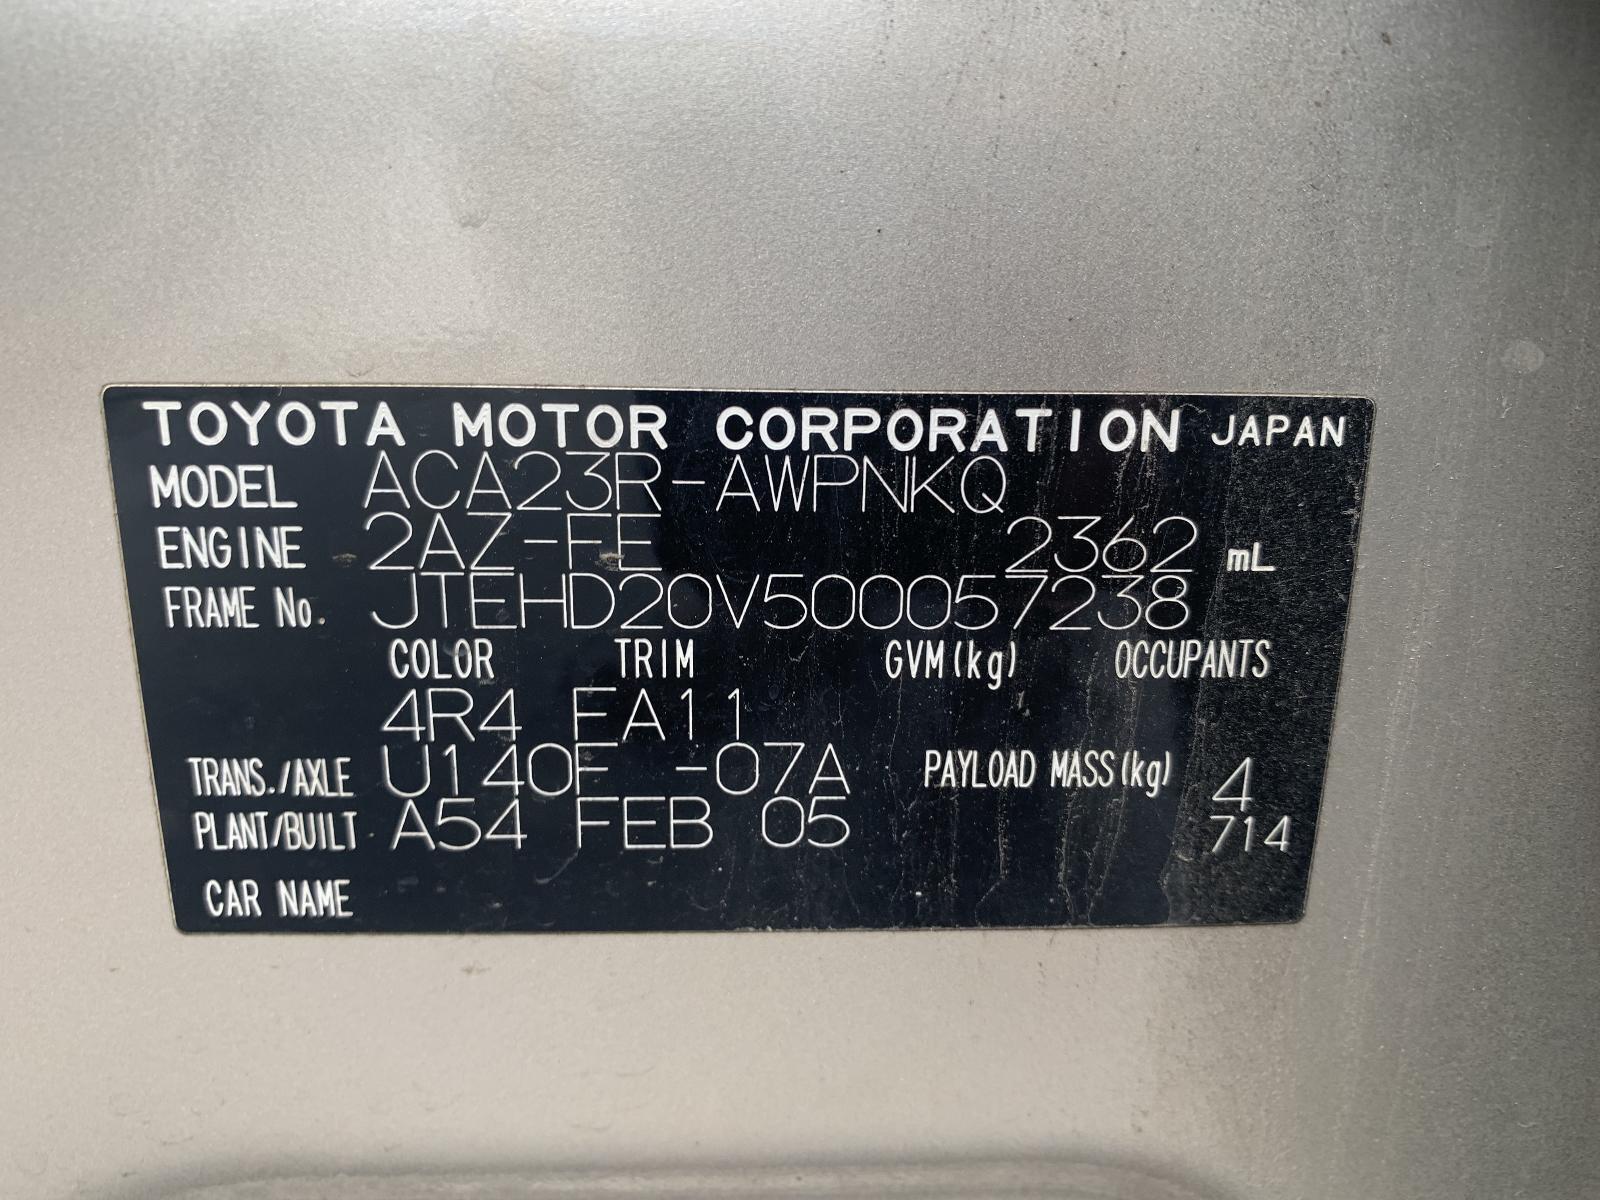 TOYOTA MOTOR CORPORATION JAPAN
MODEL ACA23R-AWPNKQ
ENGINE 2AZ-FE 2362 mL
FRAME No. JTEHD20V500057238
COLOR TRIM GVM(kg) OCCUPANTS
4R4 FA11
TRANS./AXLE U140F -07A PAYLOAD MASS(kg) 4
PLANT/BUILT A54 FEB 05 714
CAR NAME